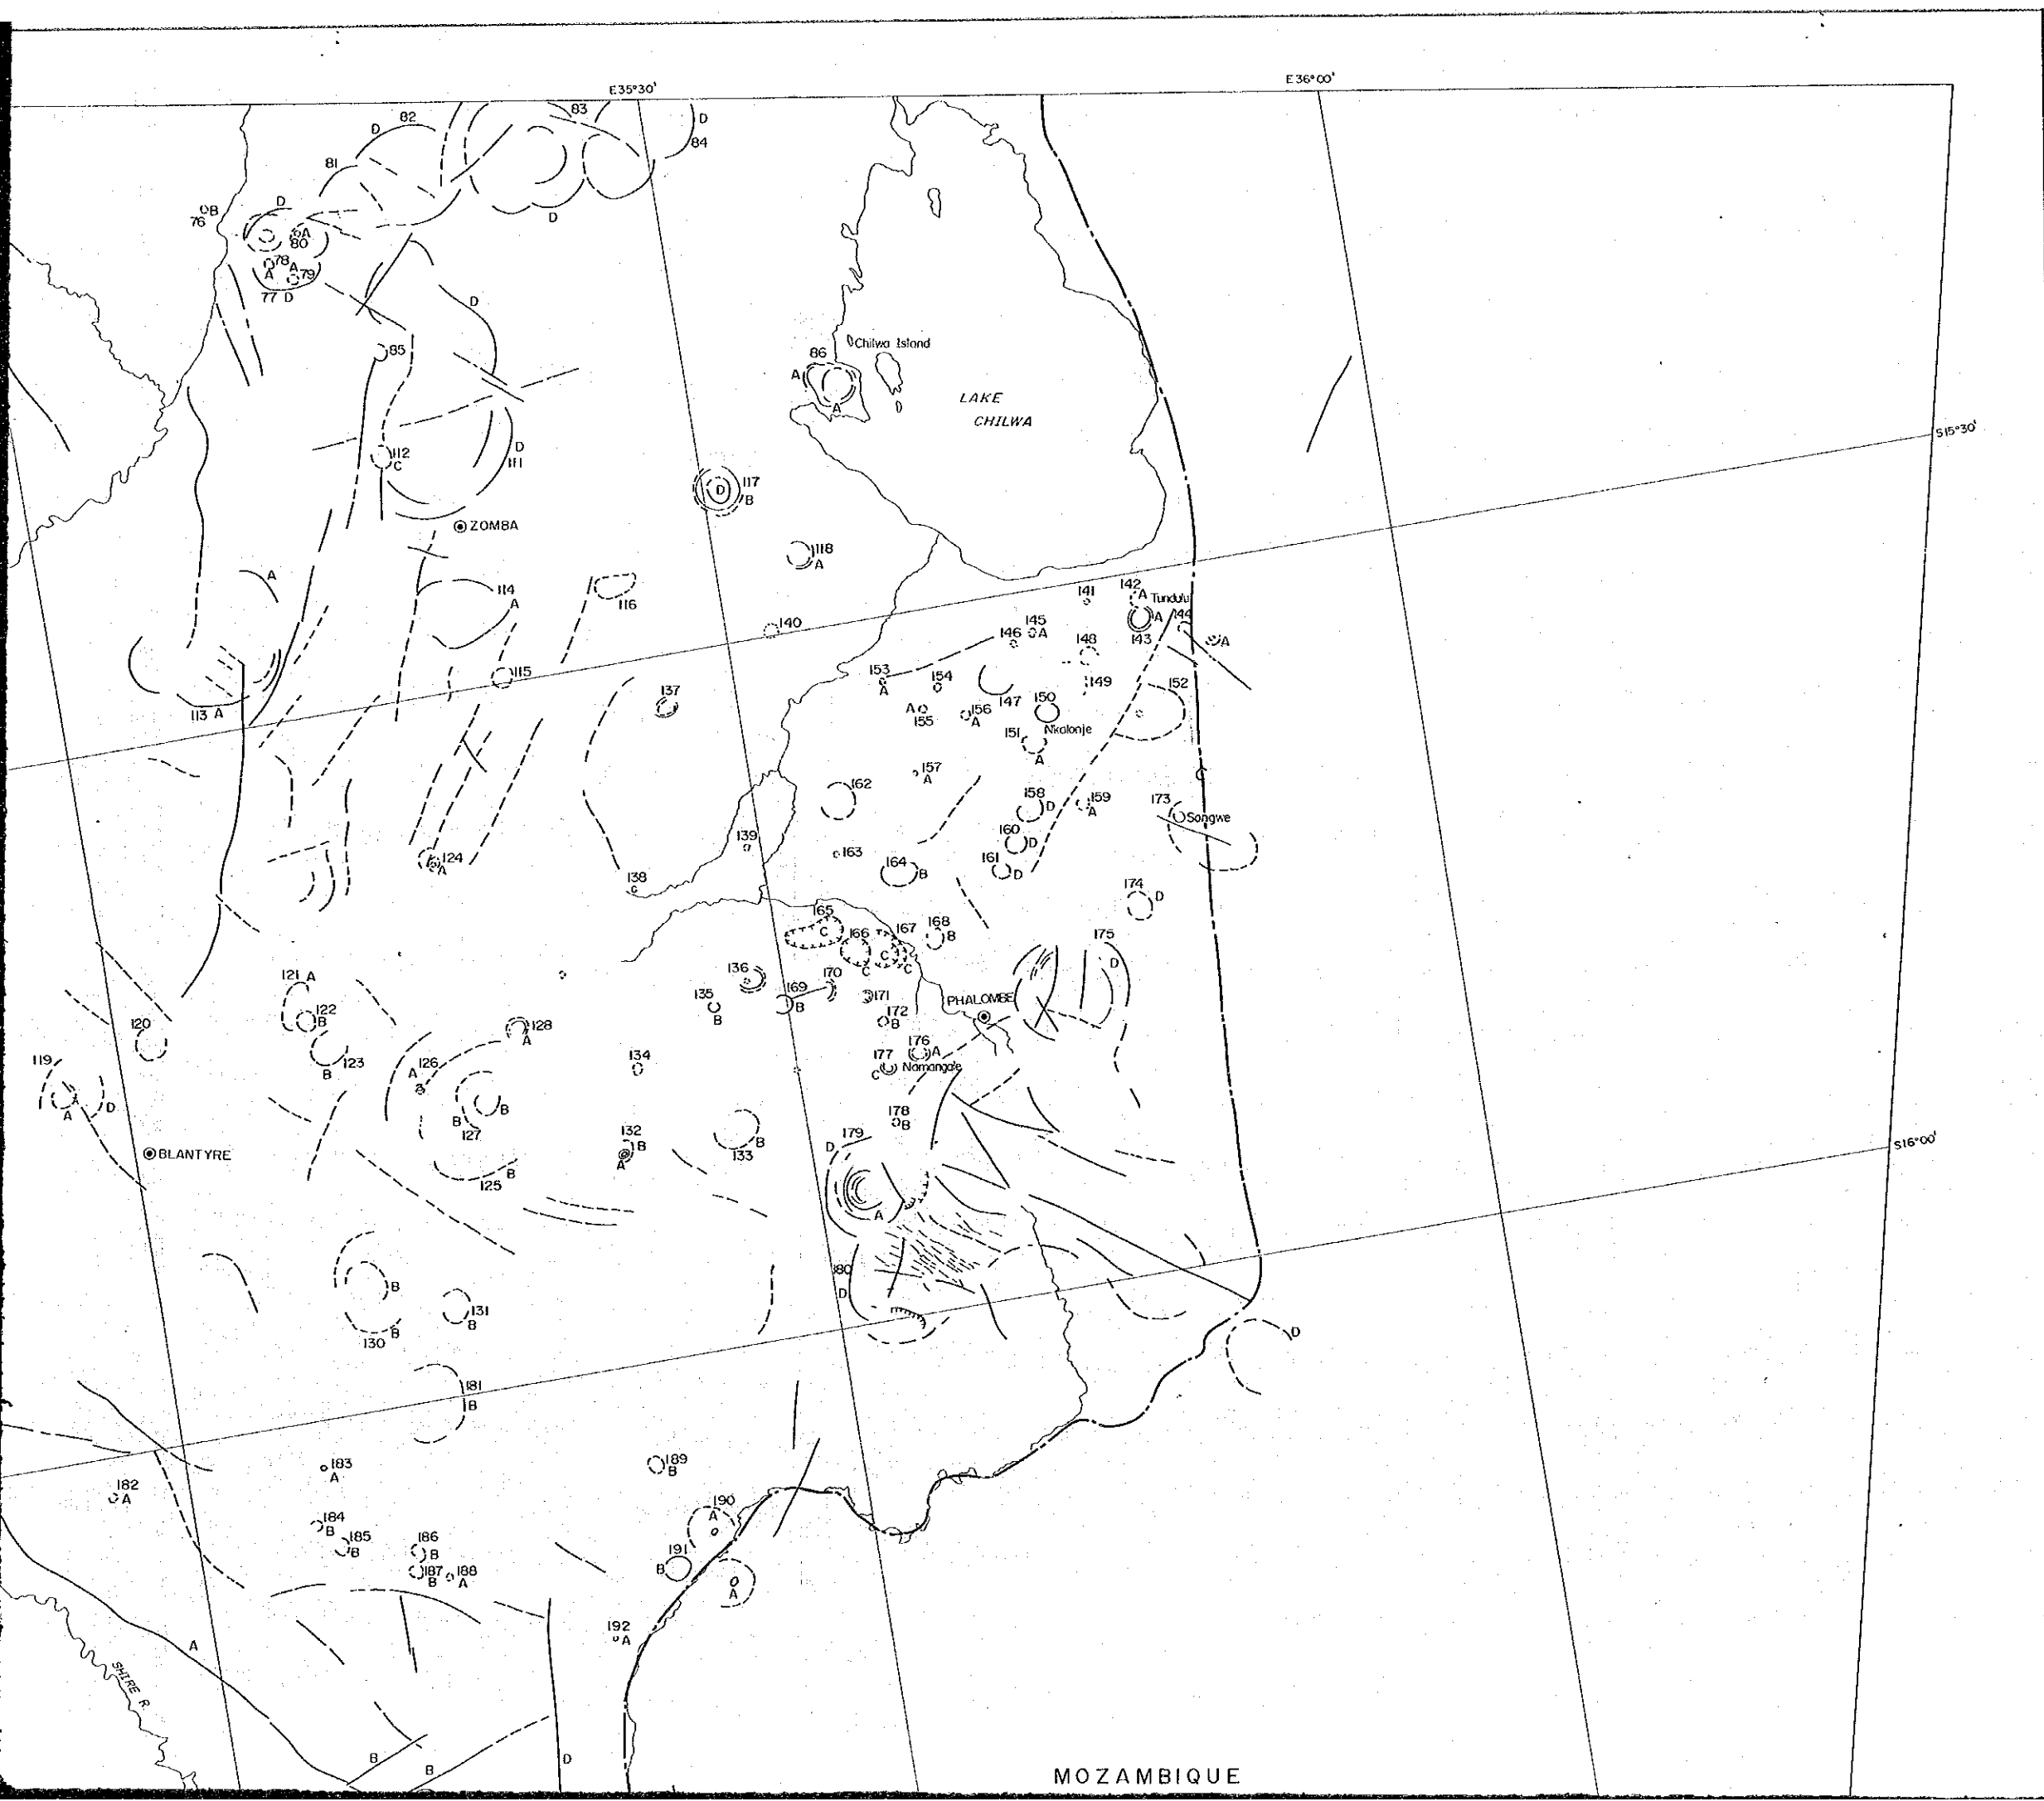 E36°00'
E35°30'
83
D
82
D
84
81
D
D
B
76
A
80
78
A
A
79
77 D
D
85
86
Chilwa Island
A
A
LAKE
CHILWA
S15°30'
D
111
112
C
D
117
B
ZOMBA
118
A
A
114
A
116
141
142
A
Tundulu
A
143
144
A
145
A
146
148
140
115
153
A
154
147
149
152
113 A
137
A
155
156
A
150
Nkalonje
151
A
157
A
162
158
D
159
A
173
Songwe
160
D
139
163
164
B
161
D
124
A
138
174
D
165
C
166
C
167
C
C
168
B
175
D
121 A
122
B
123
B
136
135
B
169
B
170
171
172
B
PHALOMBE
120
128
A
176
A
177
C
Namangale
119
A
D
134
126
A
B
B
127
178
B
BLANTYRE
132
B
A
133
B
179
D
A
S16°00'
B
125
B
130
B
131
B
180
D
D
181
B
183
A
182
A
189
B
184
B
185
B
186
B
187
B
188
A
190
A
191
B
A
192
A
A
SHIRE R.
B
B
D
MOZAMBIQUE